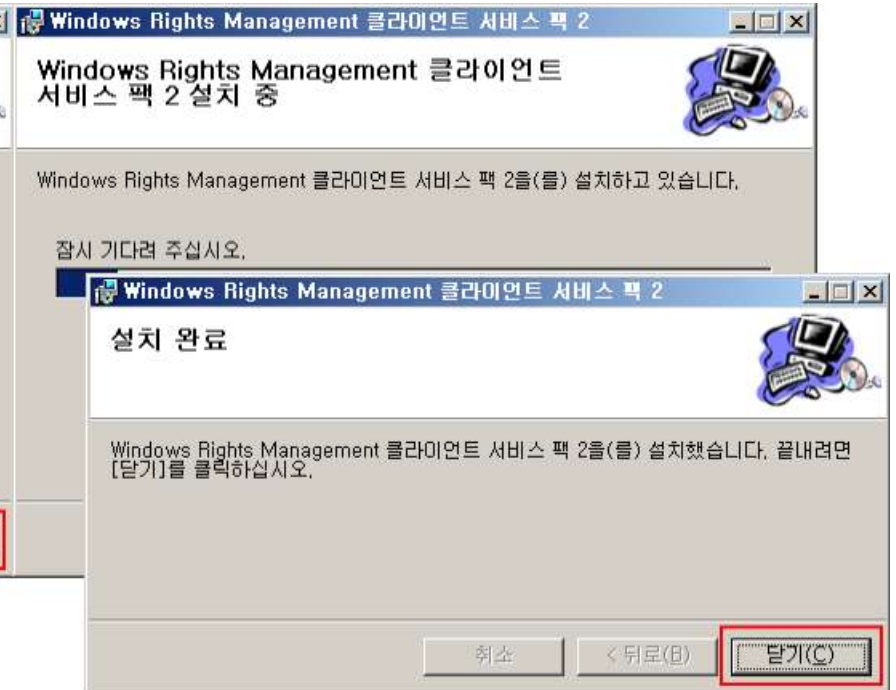 Windows Rights Management 클라이언트 서비스 팩 2
Windows Rights Management 클라이언트
서비스 팩 2 설치 중
Windows Rights Management 클라이언트 서비스 팩 2을(를) 설치하고 있습니다.
잠시 기다려 주십시오.
Windows Rights Management 클라이언트 서비스 팩 2
설치 완료
Windows Rights Management 클라이언트 서비스 팩 2을(를) 설치했습니다. 끝내려면
[닫기]를 클릭하십시오.
취소 < 뒤로(B) 닫기(C)